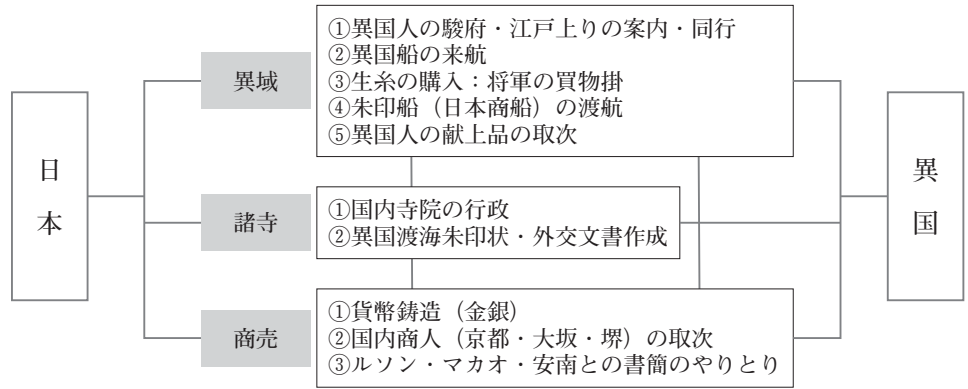 日本
異域
①異国人の駿府・江戸上りの案内・同行
②異国船の来航
③生糸の購入：将軍の買物掛
④朱印船（日本商船）の渡航
⑤異国人の献上品の取次
諸寺
①国内寺院の行政
②異国渡海朱印状・外交文書作成
商売
①貨幣鋳造（金銀）
②国内商人（京都・大坂・堺）の取次
③ルソン・マカオ・安南との書簡のやりとり
異国